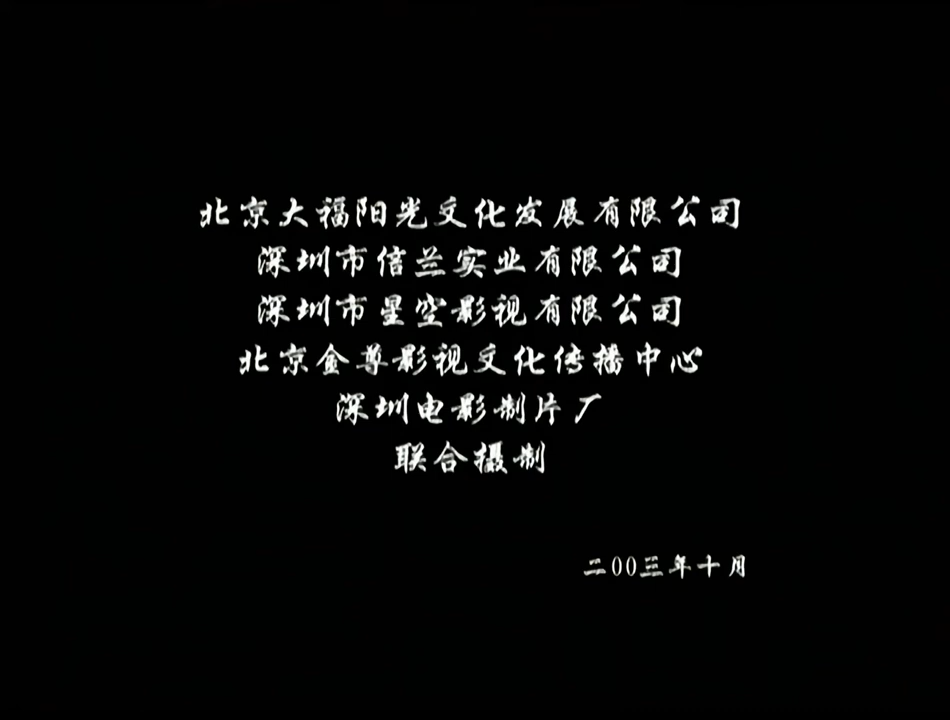 北京大福阳光文化发展有限公司
深圳市信兰实业有限公司
深圳市星空影视有限公司
北京金尊影视文化传播中心
深圳电影制片厂
联合摄制
二00三年十月